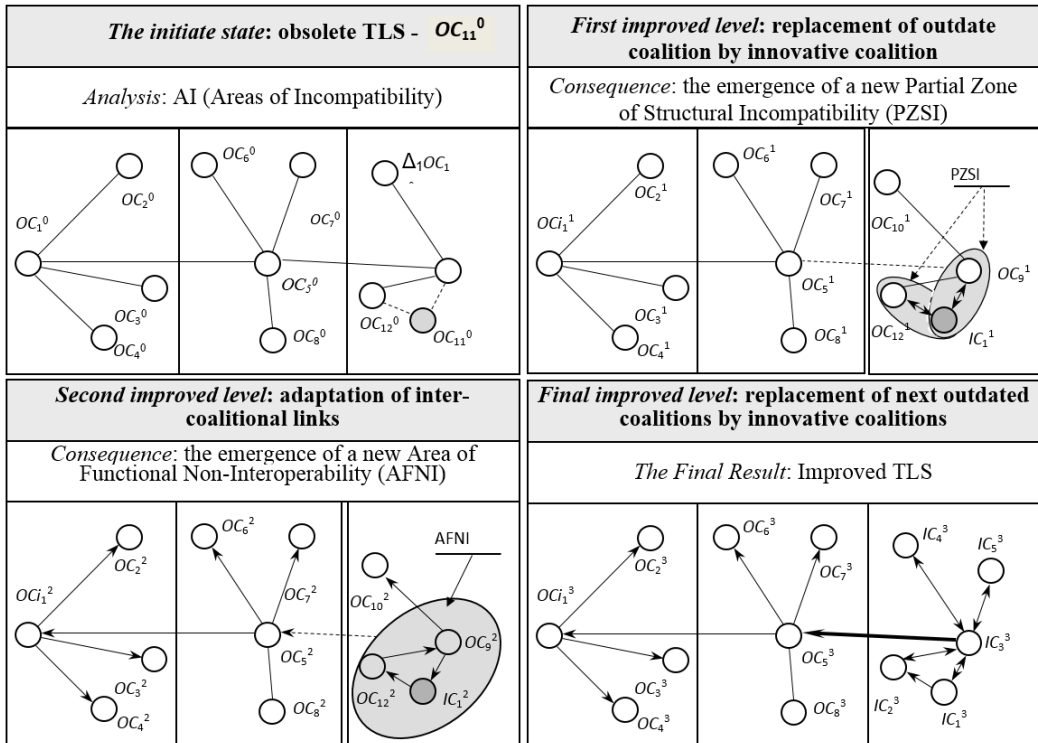 The initiate state: obsolete TLS - OC₁₁⁰
Analysis: AI (Areas of Incompatibility)
OC₆⁰
Δ₁OC₁
OC₂⁰
OC₁⁰
OC₇⁰
OC₅⁰
OC₃⁰
OC₁₂⁰
OC₁₁⁰
OC₄⁰
OC₈⁰
First improved level: replacement of outdate
coalition by innovative coalition
Consequence: the emergence of a new Partial Zone
of Structural Incompatibility (PZSI)
OC₆¹
PZSI
OC₂¹
OC₇¹
OCi₁¹
OC₁₀¹
OC₉¹
OC₅¹
OC₃¹
OC₄¹
OC₈¹
OC₁₂¹
IC₁¹
Second improved level: adaptation of inter-
coalitional links
Consequence: the emergence of a new Area of
Functional Non-Interoperability (AFNI)
OC₆²
AFNI
OC₂²
OC₇²
OC₁₀²
OCi₁²
OC₉²
OC₅²
OC₃²
OC₁₂²
IC₁²
OC₄²
OC₈²
Final improved level: replacement of next outdated
coalitions by innovative coalitions
The Final Result: Improved TLS
OC₆³
IC₄³
IC₅³
OC₂³
OC₇³
OCi₁³
IC₃³
OC₅³
OC₃³
IC₂³
IC₁³
OC₄³
OC₈³